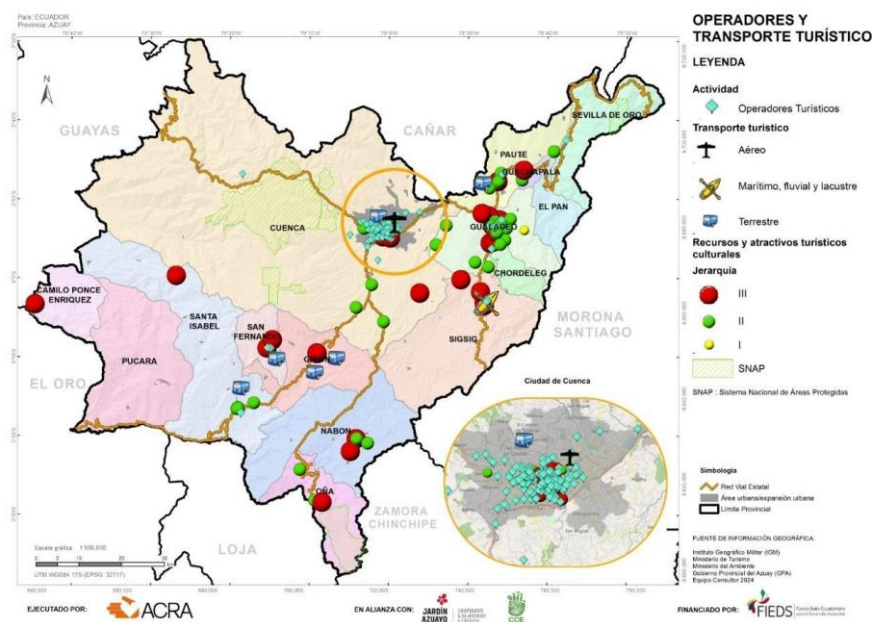 País: ECUADOR
Provincia: AZUAY
N
GUAYAS
CAÑAR
SEVILLA DE ORO
PAUTE
GUACHAPALA
EL PAN
CUENCA
GUALACEO
CHORDELEG
CAMILO PONCE
ENRIQUEZ
SANTA
ISABEL
SAN
FERNANDO
MORONA
SANTIAGO
PUCARA
SIGSIG
EL ORO
NABON
OÑA
ZAMORA
CHINCHIPE
LOJA
Ciudad de Cuenca
Escala gráfica 1:500,000
UTM WGS84 17S (EPSG: 32717)
OPERADORES Y
TRANSPORTE TURÍSTICO
LEYENDA
Actividad
Operadores Turísticos
Transporte turístico
Aéreo
Marítimo, fluvial y lacustre
Terrestre
Recursos y atractivos turísticos
culturales
Jerarquía
III
II
I
SNAP
SNAP : Sistema Nacional de Áreas Protegidas
Simbología
Red Vial Estatal
Área urbana/expansión urbana
Límite Provincial
FUENTE DE INFORMACIÓN GEOGRÁFICA:
Instituto Geográfico Militar (IGM)
Ministerio de Turismo
Ministerio del Ambiente
Gobierno Provincial del Azuay (GPA)
Equipo Consultor 2024
EJECUTADO POR:
ACRA
EN ALIANZA CON:
JARDÍN
AZUAYO
CCE
FINANCIADO POR:
FIEDS